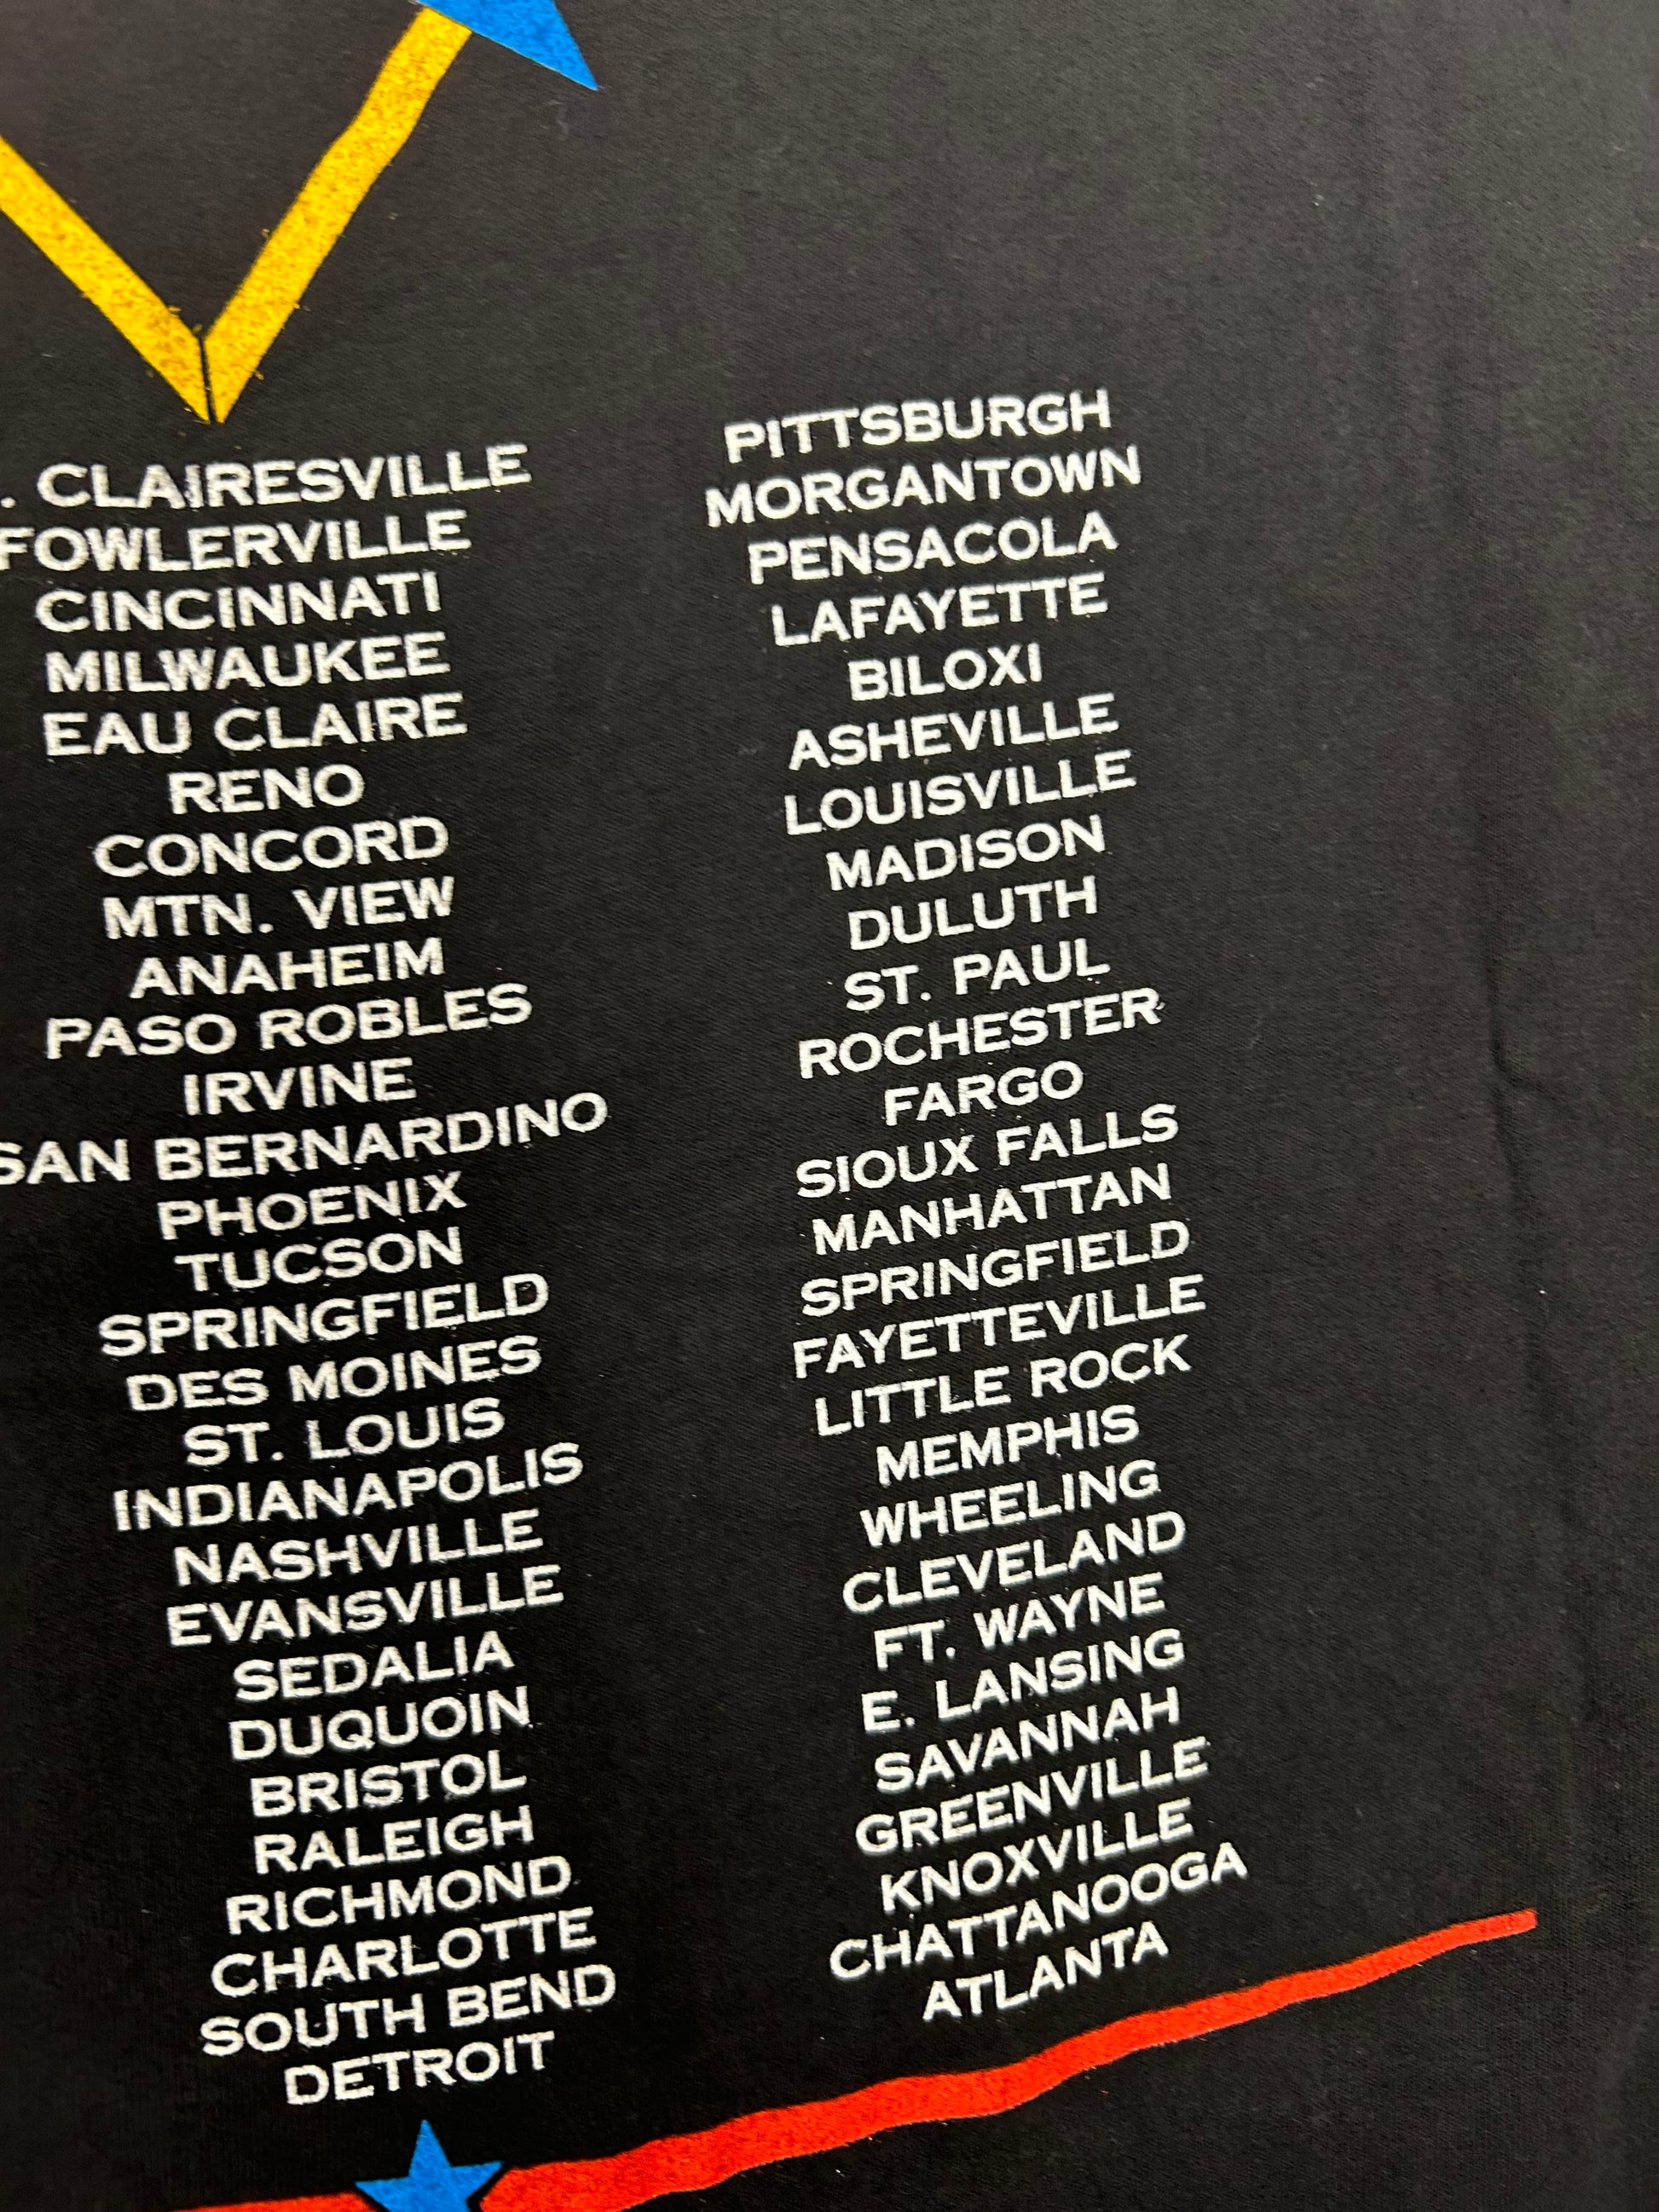 . CLAIRESVILLE
FOWLERVILLE
CINCINNATI
MILWAUKEE
EAU CLAIRE
RENO
CONCORD
MTN. VIEW
ANAHEIM
PASO ROBLES
IRVINE
SAN BERNARDINO
PHOENIX
TUCSON
SPRINGFIELD
DES MOINES
ST. LOUIS
INDIANAPOLIS
NASHVILLE
EVANSVILLE
SEDALIA
DUQUOIN
BRISTOL
RALEIGH
RICHMOND
CHARLOTTE
SOUTH BEND
DETROIT
PITTSBURGH
MORGANTOWN
PENSACOLA
LAFAYETTE
BILOXI
ASHEVILLE
LOUISVILLE
MADISON
DULUTH
ST. PAUL
ROCHESTER
FARGO
SIOUX FALLS
MANHATTAN
SPRINGFIELD
FAYETTEVILLE
LITTLE ROCK
MEMPHIS
WHEELING
CLEVELAND
FT. WAYNE
E. LANSING
SAVANNAH
GREENVILLE
KNOXVILLE
CHATTANOOGA
ATLANTA